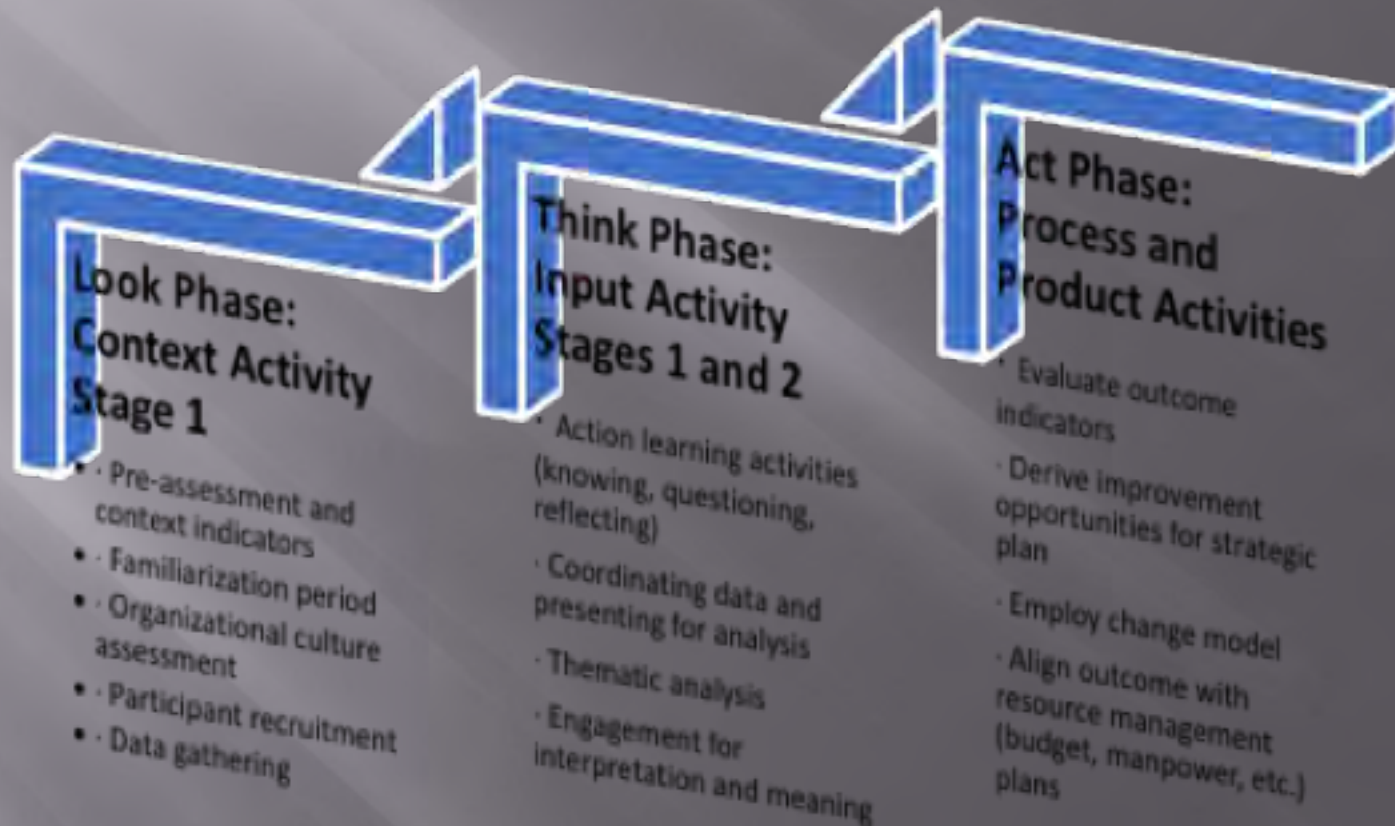 Look Phase:
Context Activity
Stage 1
• · Pre-assessment and
context indicators
• · Familiarization period
• · Organizational culture
assessment
• · Participant recruitment
• · Data gathering
Think Phase:
Input Activity
Stages 1 and 2
· Action learning activities
(knowing, questioning,
reflecting)
· Coordinating data and
presenting for analysis
· Thematic analysis
· Engagement for
interpretation and meaning
Act Phase:
Process and
Product Activities
· Evaluate outcome
indicators
· Derive improvement
opportunities for strategic
plan
· Employ change model
· Align outcome with
resource management
(budget, manpower, etc.)
plans